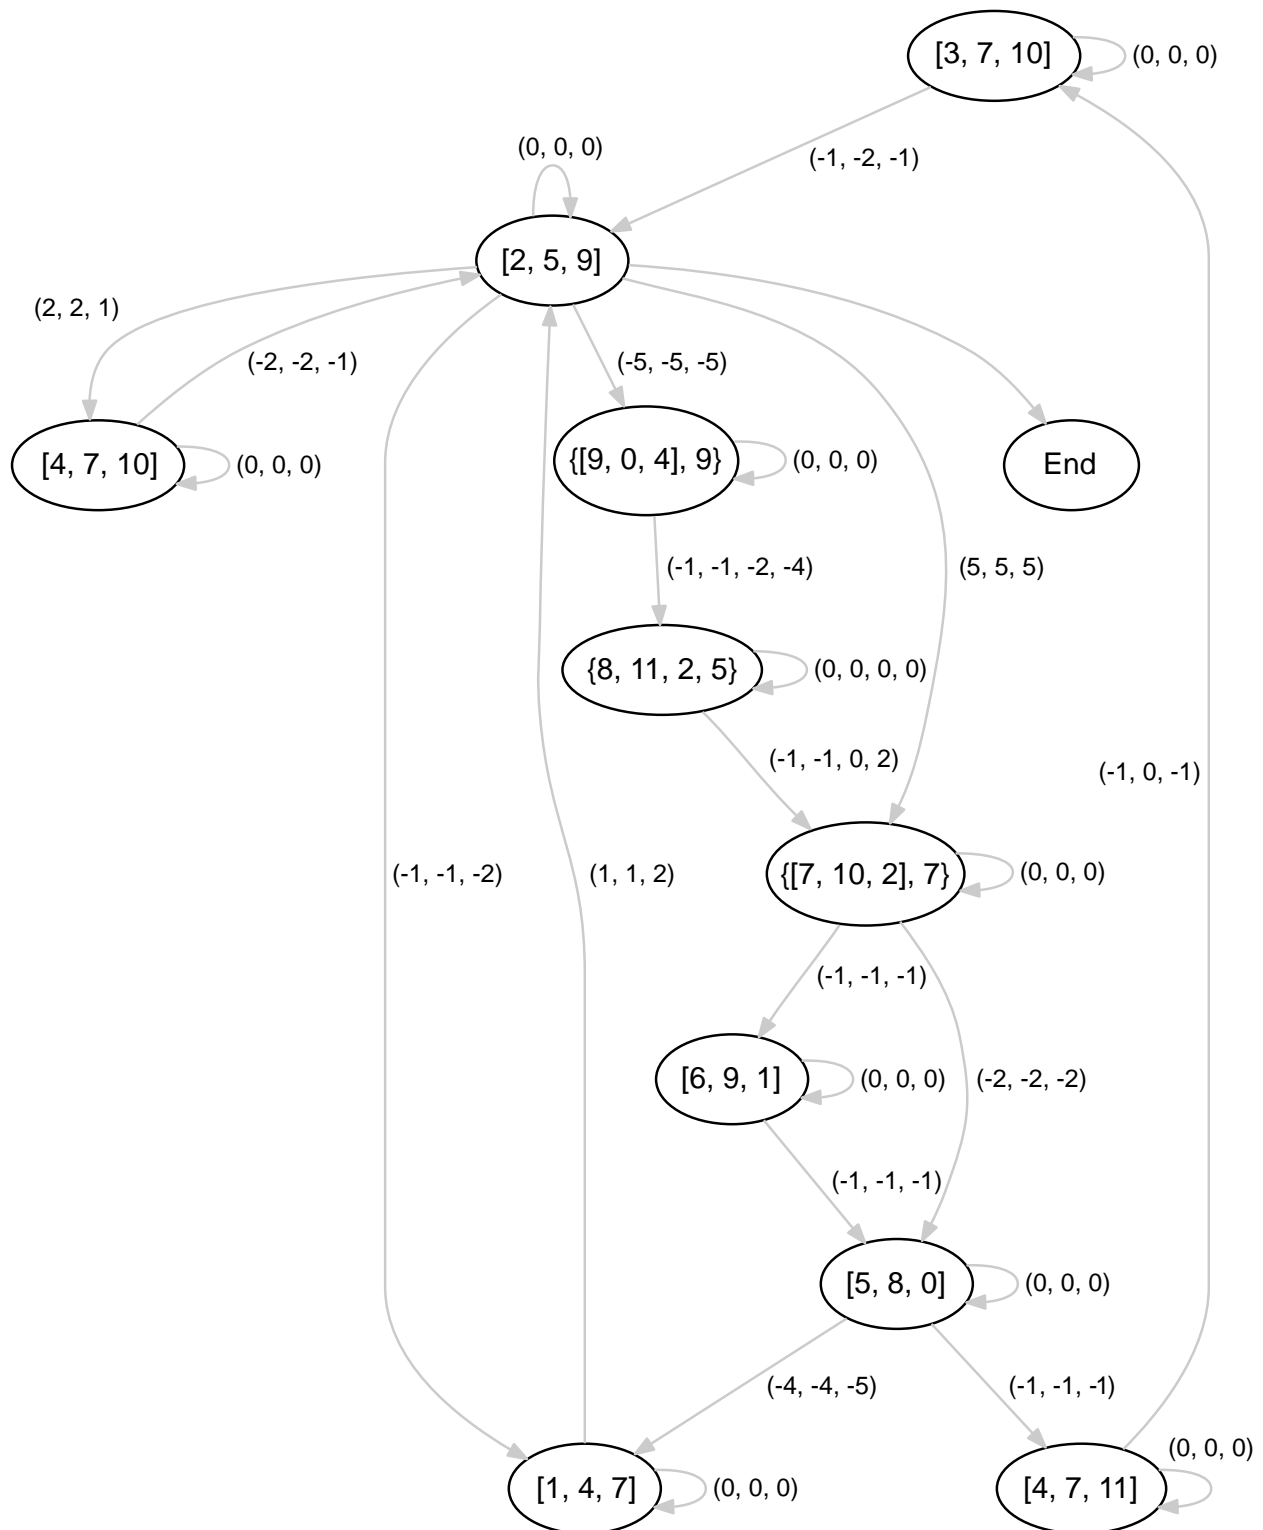 [3, 7, 10]
(0, 0, 0)
(-1, -2, -1)
(0, 0, 0)
[2, 5, 9]
(2, 2, 1)
(-2, -2, -1)
(-5, -5, -5)
[4, 7, 10]
(0, 0, 0)
{[9, 0, 4], 9}
(0, 0, 0)
End
(-1, -1, -2, -4)
(5, 5, 5)
{8, 11, 2, 5}
(0, 0, 0, 0)
(-1, -1, 0, 2)
(-1, 0, -1)
(-1, -1, -2)
(1, 1, 2)
{[7, 10, 2], 7}
(0, 0, 0)
(-1, -1, -1)
[6, 9, 1]
(0, 0, 0)
(-2, -2, -2)
(-1, -1, -1)
[5, 8, 0]
(0, 0, 0)
(-4, -4, -5)
(-1, -1, -1)
(0, 0, 0)
[1, 4, 7]
(0, 0, 0)
[4, 7, 11]